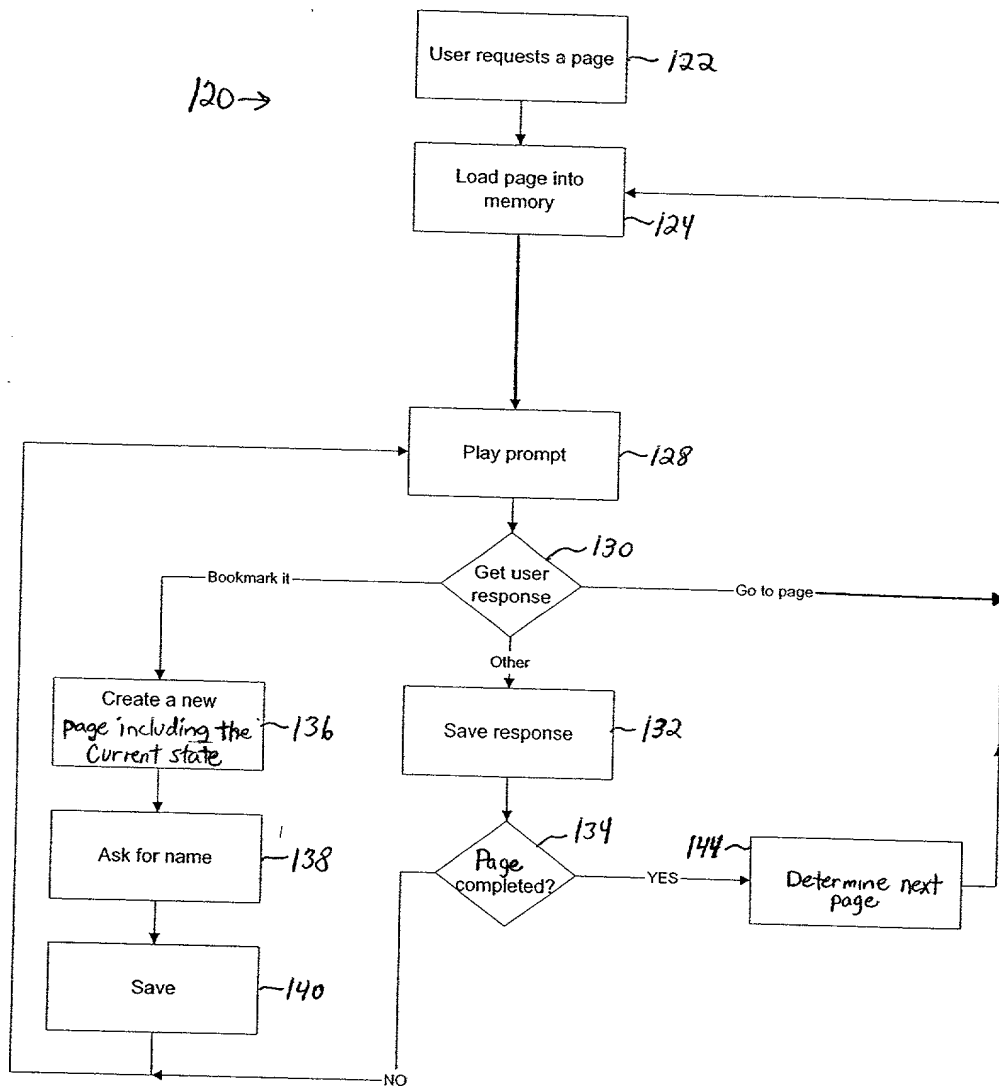 User requests a page
122
120
Load page into
memory
124
Play prompt
128
130
Get user
response
Bookmark it
Go to page
Other
Create a new
page including the
Current state
136
Save response
132
134
Page
completed?
YES
144
Determine next
page
Ask for name
138
Save
140
NO